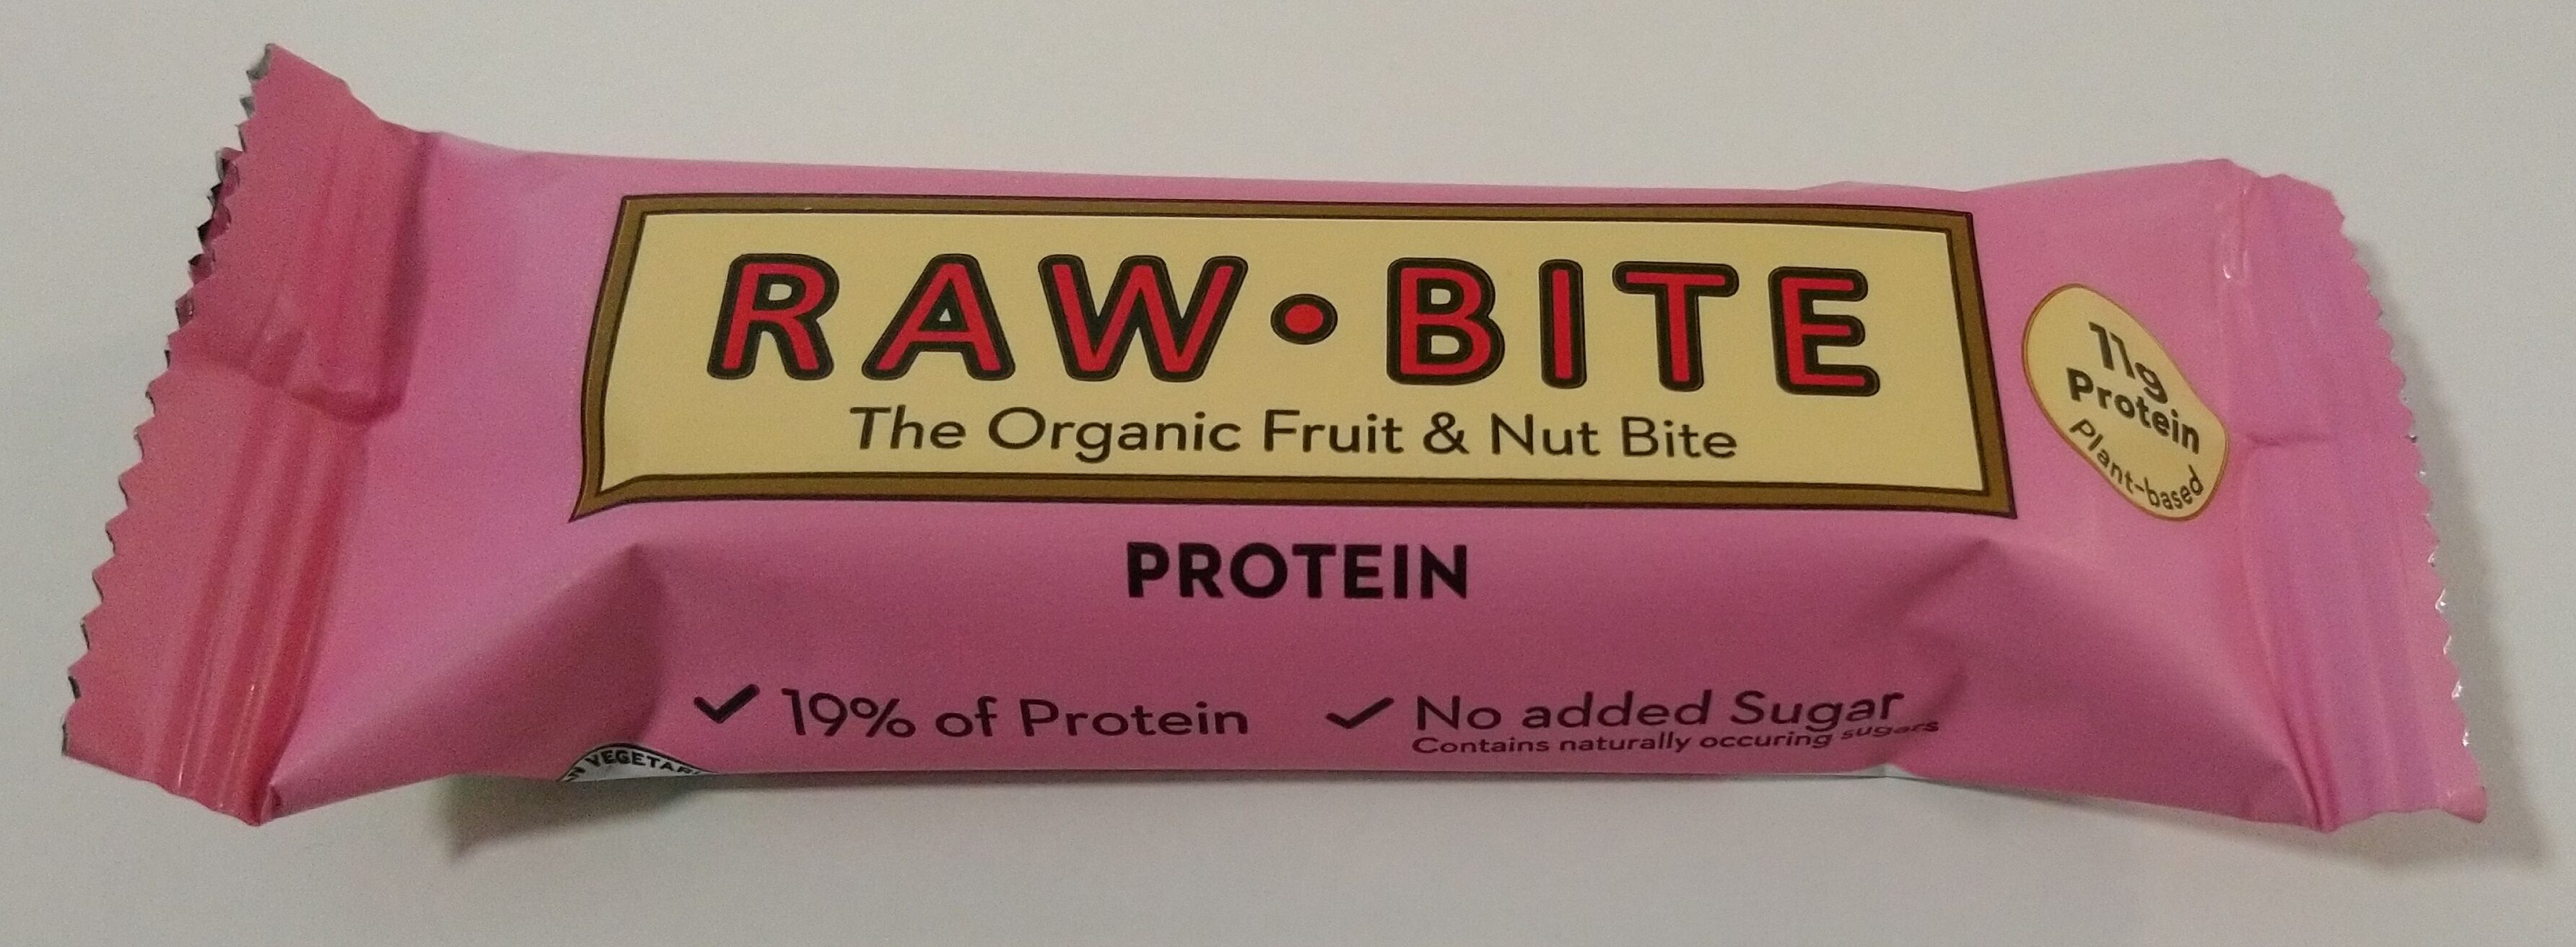 RAW•BITE
The Organic Fruit & Nut Bite
11g
Protein
Plant-based
PROTEIN
✓ 19% of Protein
✓ No added Sugar
Contains naturally occuring sugars